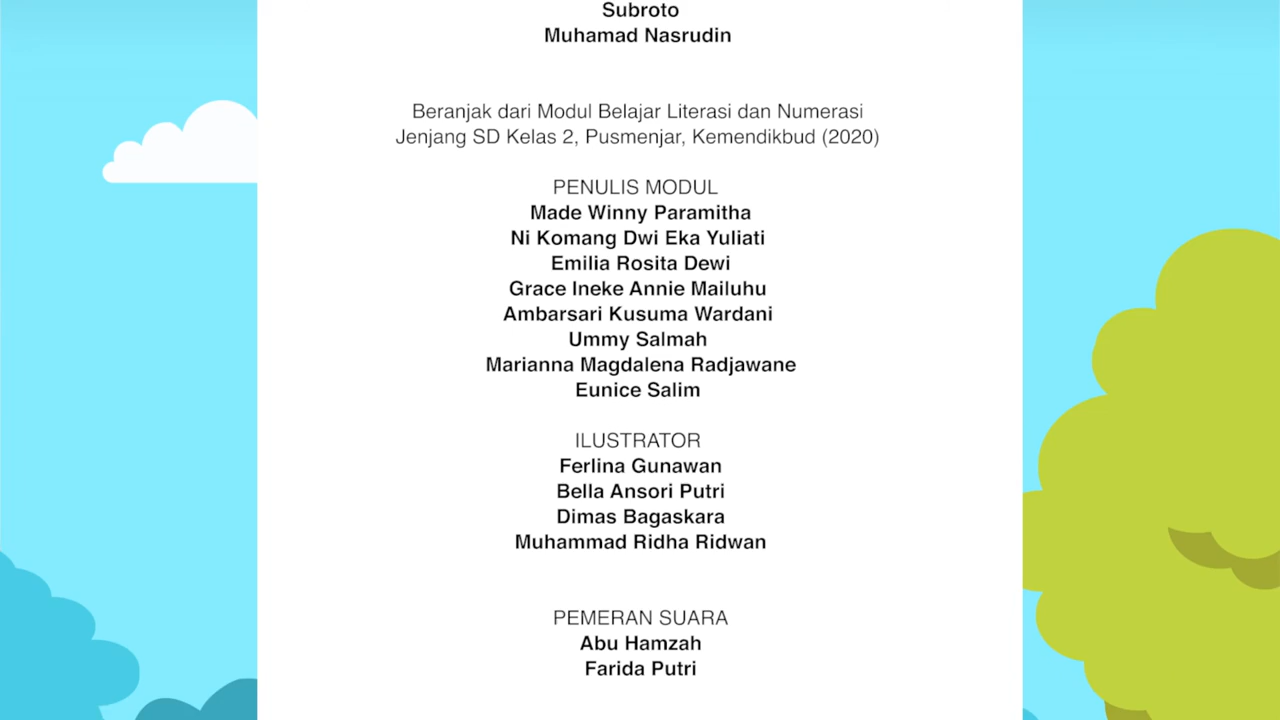 Subroto
Muhamad Nasrudin
Beranjak dari Modul Belajar Literasi dan Numerasi
Jenjang SD Kelas 2, Pusmenjar, Kemendikbud (2020)
PENULIS MODUL
Made Winny Paramitha
Ni Komang Dwi Eka Yuliati
Emilia Rosita Dewi
Grace Ineke Annie Mailuhu
Ambarsari Kusuma Wardani
Ummy Salmah
Marianna Magdalena Radjawane
Eunice Salim
ILUSTRATOR
Ferlina Gunawan
Bella Ansori Putri
Dimas Bagaskara
Muhammad Ridha Ridwan
PEMERAN SUARA
Abu Hamzah
Farida Putri